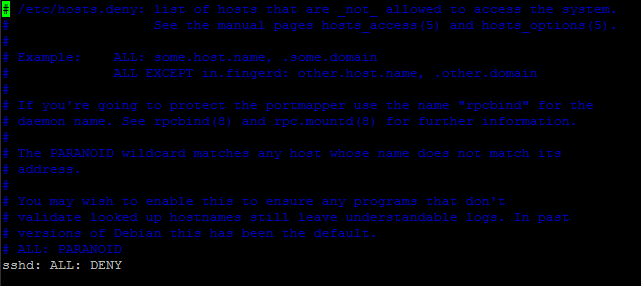 # /etc/hosts.deny: list of hosts that are _not_ allowed to access the system.
#                  See the manual pages hosts_access(5) and hosts_options(5).
#
# Example:    ALL: some.host.name, .some.domain
#             ALL EXCEPT in.fingerd: other.host.name, .other.domain
#
# If you're going to protect the portmapper use the name "rpcbind" for the
# daemon name. See rpcbind(8) and rpc.mountd(8) for further information.
#
# The PARANOID wildcard matches any host whose name does not match its
# address.
#
# You may wish to enable this to ensure any programs that don't
# validate looked up hostnames still leave understandable logs. In past
# versions of Debian this has been the default.
# ALL: PARANOID
sshd: ALL: DENY